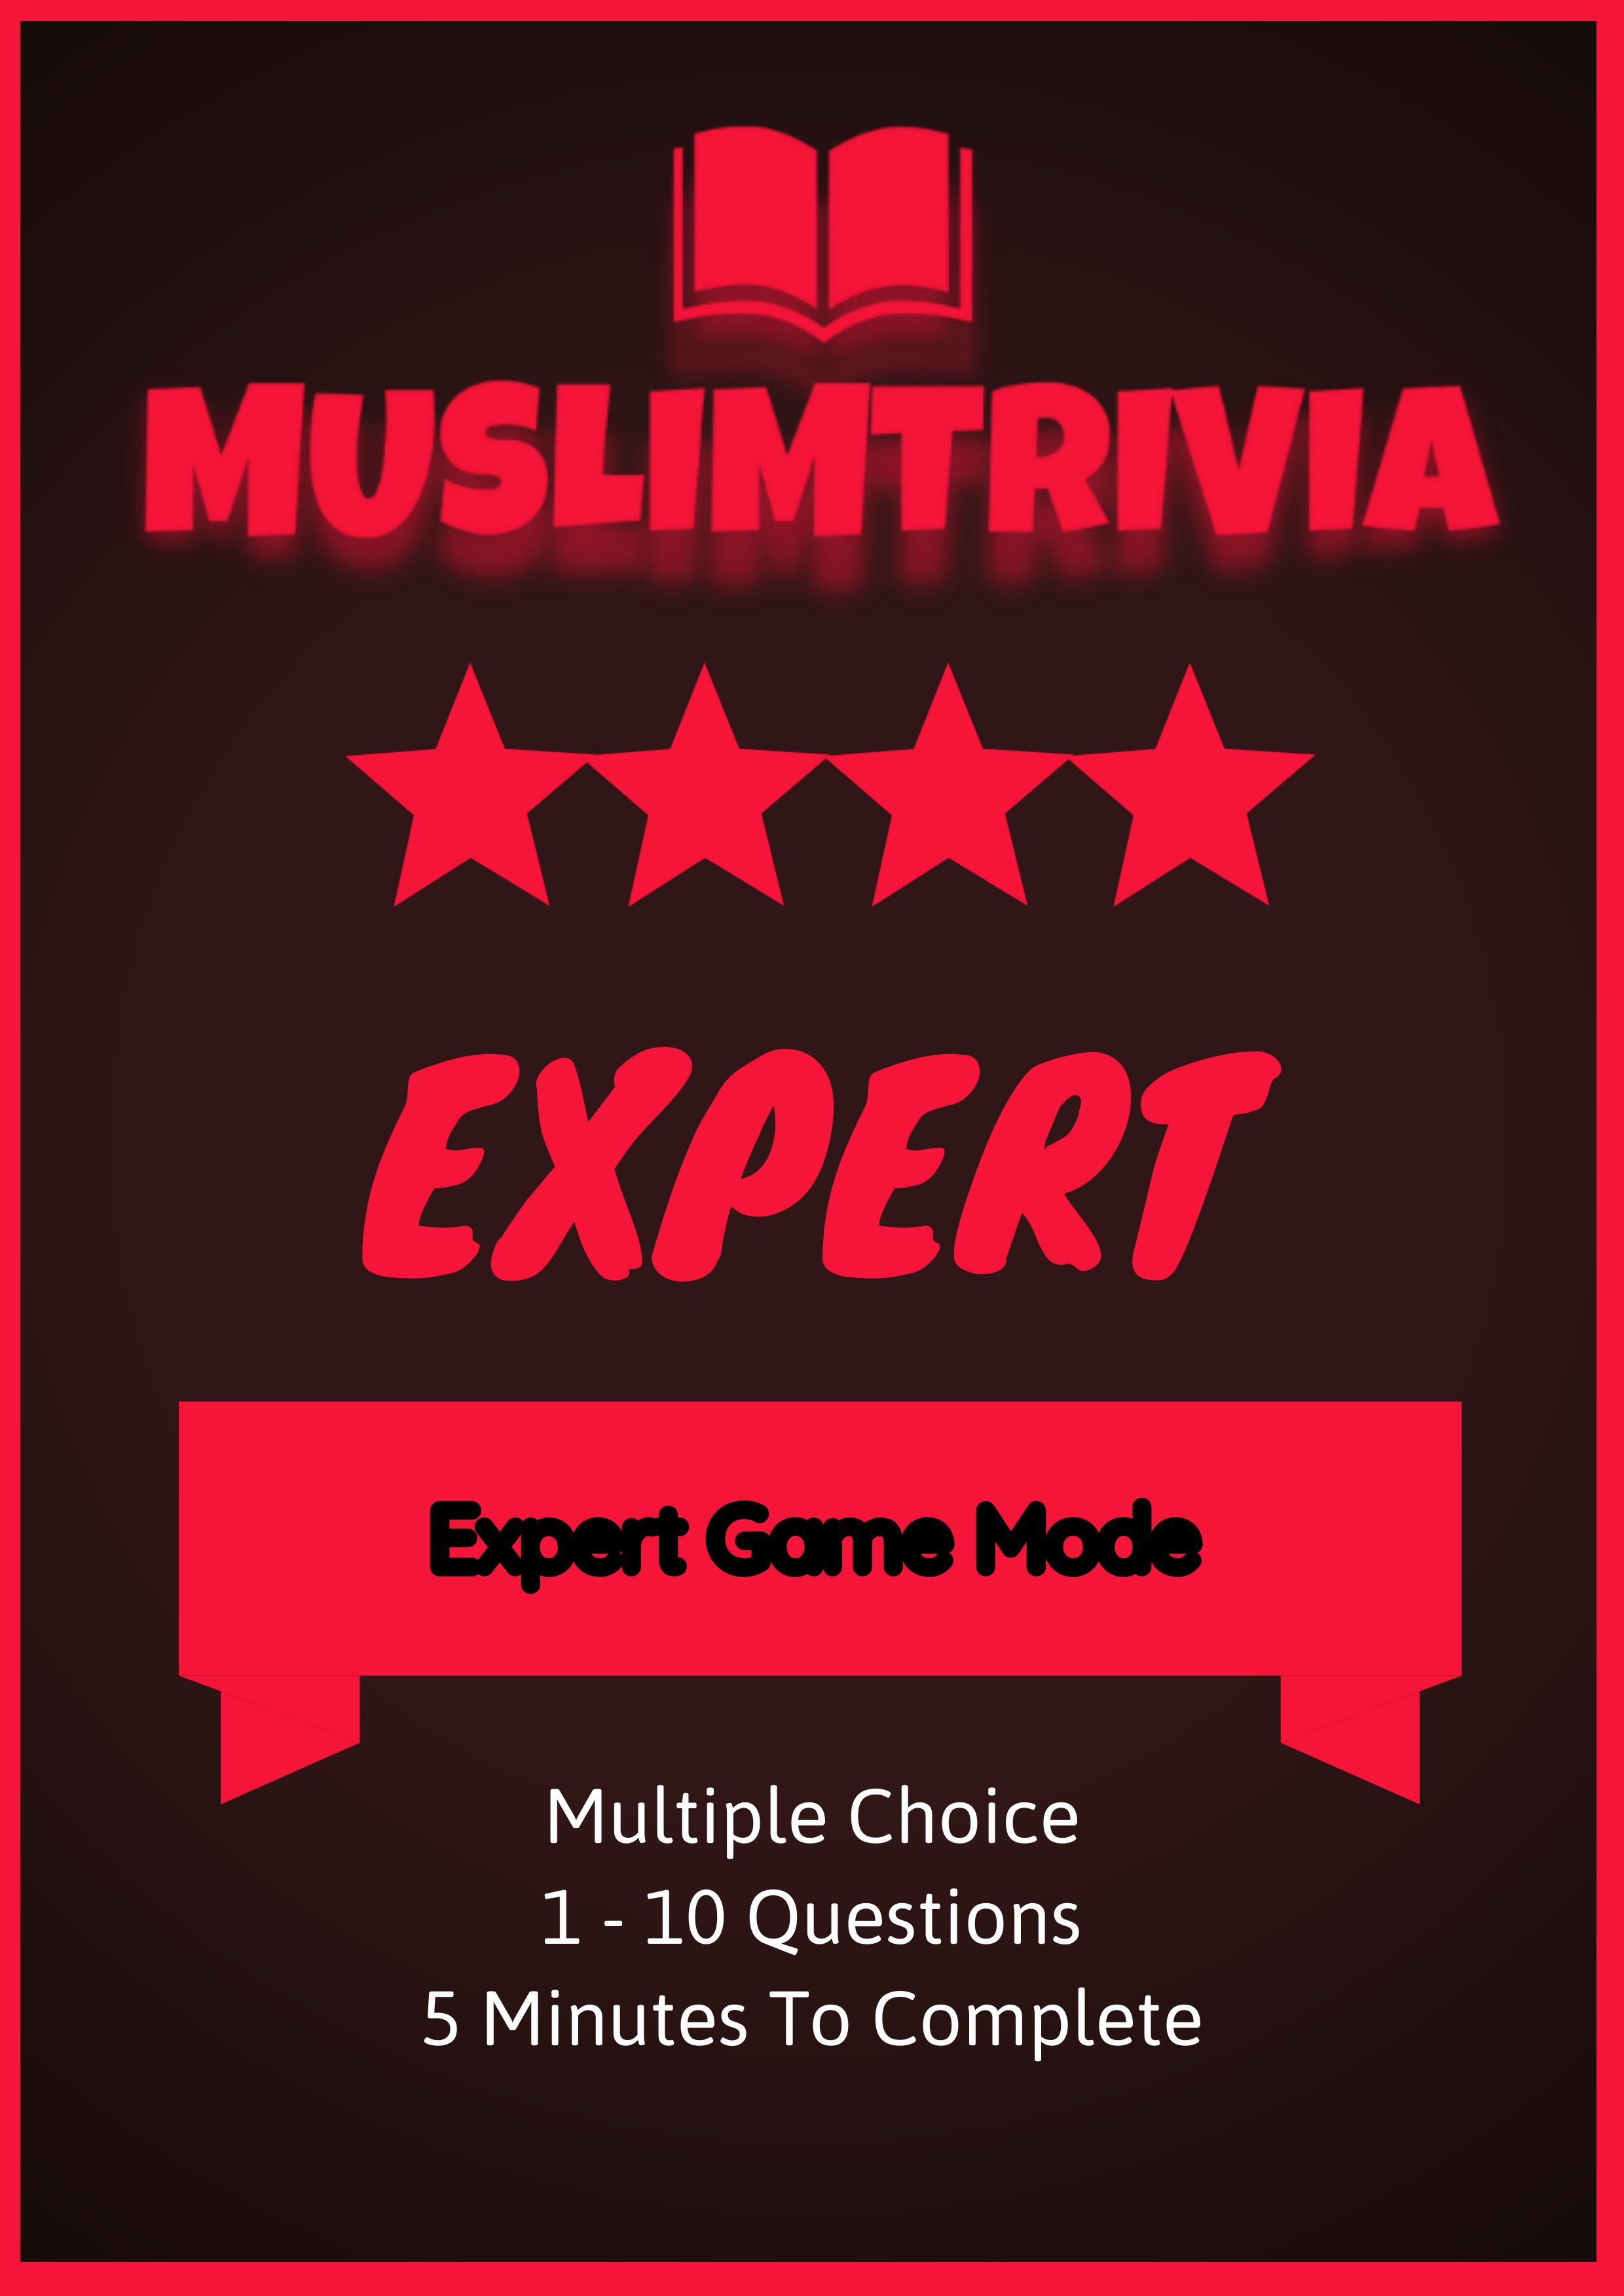 MUSLIMTRIVIA
EXPERT
Expert Game Mode
Multiple Choice
1 - 10 Questions
5 Minutes To Complete